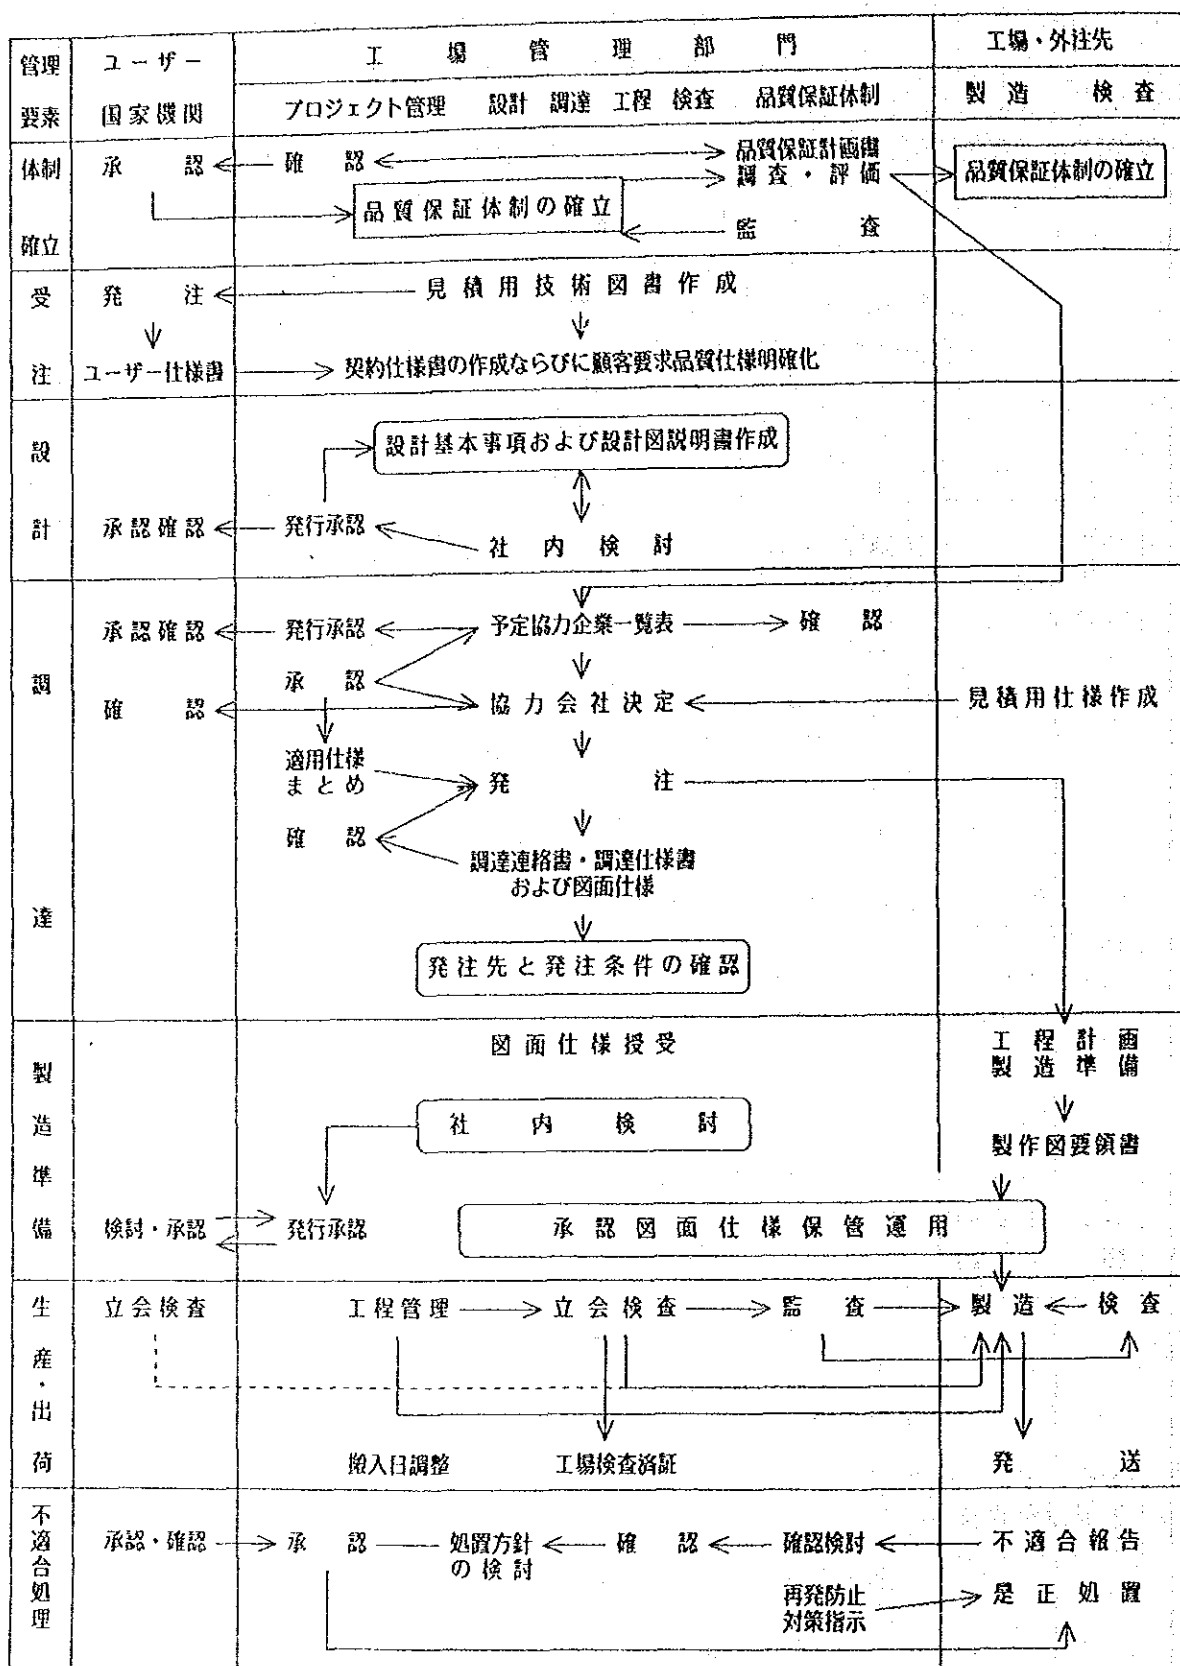 管理 ユーザー 工場管理部門 工場・外注先
要素 国家機関 プロジェクト管理 設計 調達 工程 検査 品質保証体制 製造 検査
体制 承認 確認 品質保証計画書
調査・評価 品質保証体制の確立
品質保証体制の確立
確立 監査
受 発注 見積用技術図書作成
注 ユーザー仕様書 契約仕様書の作成ならびに顧客要求品質仕様明確化
設 設計基本事項および設計図説明書作成
計 承認確認 発行承認 社内検討
承認確認 発行承認 予定協力企業一覧表 確認
調 承認
確認 協力会社決定 見積用仕様作成
適用仕様
まとめ 発注
確認
調達連絡書・調達仕様書
および図面仕様
達
発注先と発注条件の確認
図面仕様授受 工程計画
製 製造準備
造 社内検討
製作図要領書
準
備 検討・承認 発行承認 承認図面仕様保管運用
生 立会検査 工程管理 立会検査 監査 製造 検査
産
・
出
荷 搬入日調整 工場検査済証 発送
不
適 承認・確認 承認 処置方針 確認 確認検討 不適合報告
合 の検討
処 再発防止 是正処置
理 対策指示